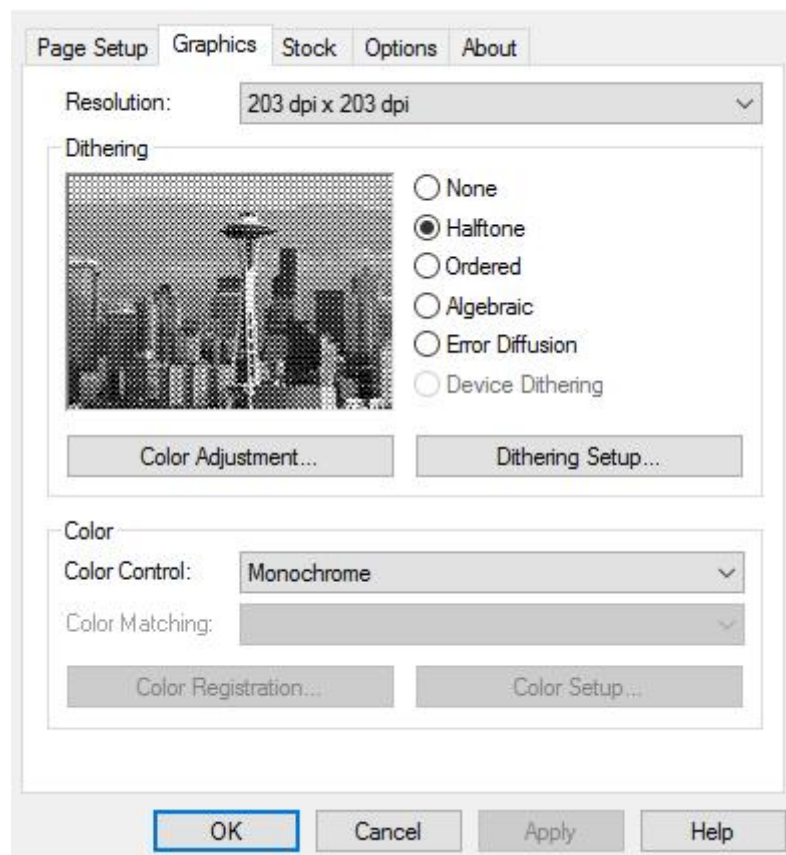 Page Setup Graphics Stock Options About
Resolution: 203 dpi x 203 dpi
Dithering
None
Halftone
Ordered
Algebraic
Error Diffusion
Device Dithering
Color Adjustment... Dithering Setup...
Color
Color Control: Monochrome
Color Matching:
Color Registration... Color Setup...
OK Cancel Apply Help